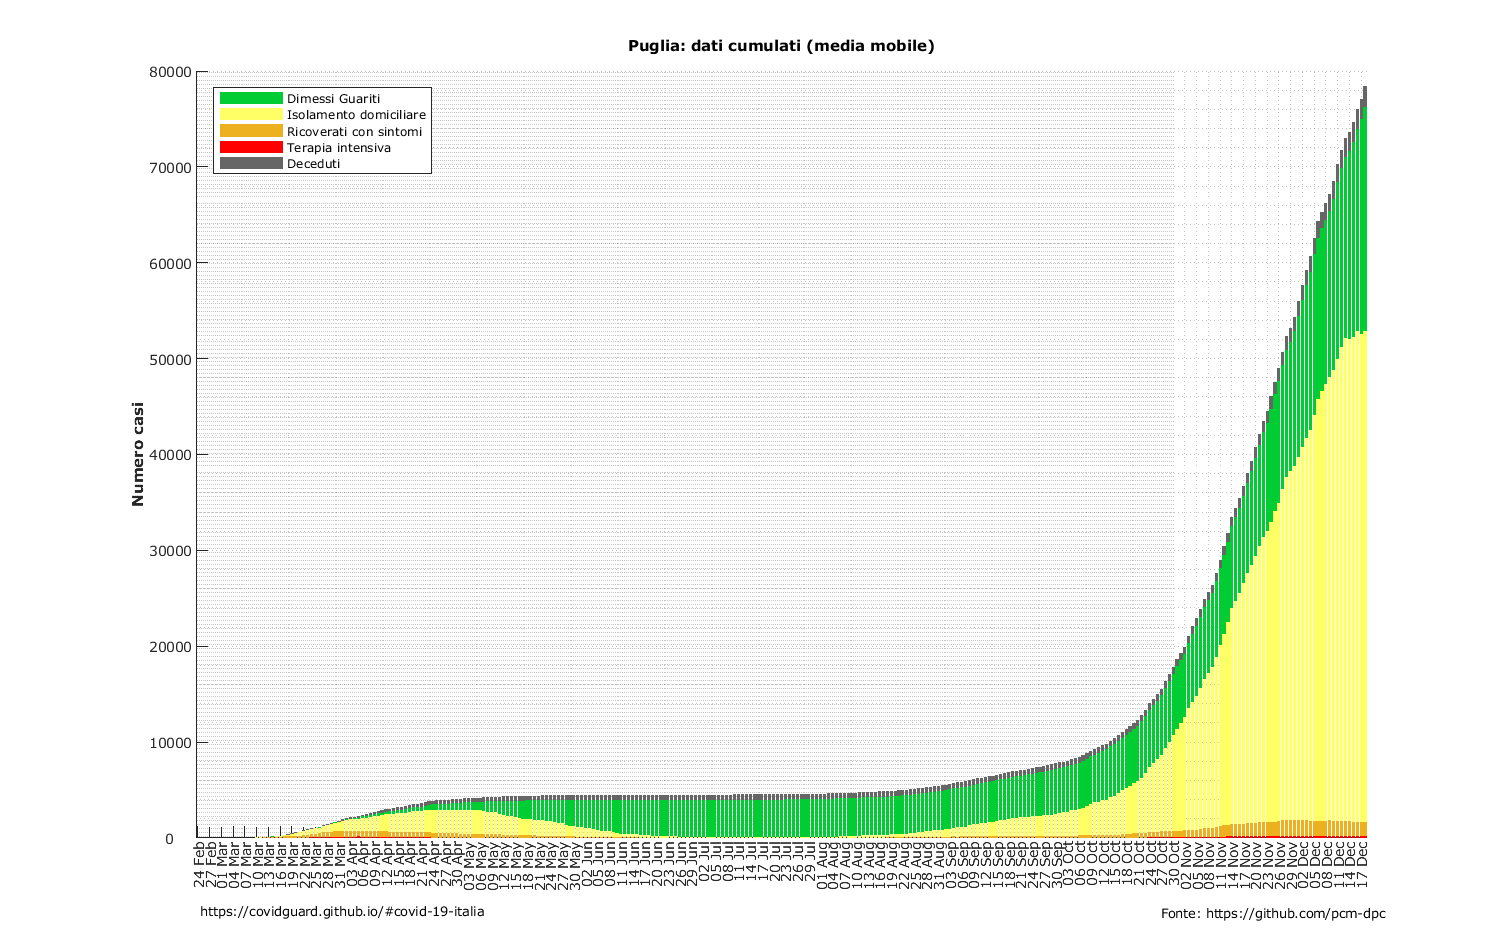 Puglia: dati cumulati (media mobile)
80000
70000
60000
50000
40000
30000
20000
10000
0
Numero casi
Dimessi Guariti
Isolamento domiciliare
Ricoverati con sintomi
Terapia intensiva
Deceduti
24 Feb
27 Feb
01 Mar
04 Mar
07 Mar
10 Mar
13 Mar
16 Mar
19 Mar
22 Mar
25 Mar
28 Mar
31 Mar
03 Apr
06 Apr
09 Apr
12 Apr
15 Apr
18 Apr
21 Apr
24 Apr
27 Apr
30 Apr
03 May
06 May
09 May
12 May
15 May
18 May
21 May
24 May
27 May
30 May
02 Jun
05 Jun
08 Jun
11 Jun
14 Jun
17 Jun
20 Jun
23 Jun
26 Jun
29 Jun
02 Jul
05 Jul
08 Jul
11 Jul
14 Jul
17 Jul
20 Jul
23 Jul
26 Jul
29 Jul
01 Aug
04 Aug
07 Aug
10 Aug
13 Aug
16 Aug
19 Aug
22 Aug
25 Aug
28 Aug
31 Aug
03 Sep
06 Sep
09 Sep
12 Sep
15 Sep
18 Sep
21 Sep
24 Sep
27 Sep
30 Sep
03 Oct
06 Oct
09 Oct
12 Oct
15 Oct
18 Oct
21 Oct
24 Oct
27 Oct
30 Oct
02 Nov
05 Nov
08 Nov
11 Nov
14 Nov
17 Nov
20 Nov
23 Nov
26 Nov
29 Nov
02 Dec
05 Dec
08 Dec
11 Dec
14 Dec
17 Dec
https://covidguard.github.io/#covid-19-italia
Fonte: https://github.com/pcm-dpc